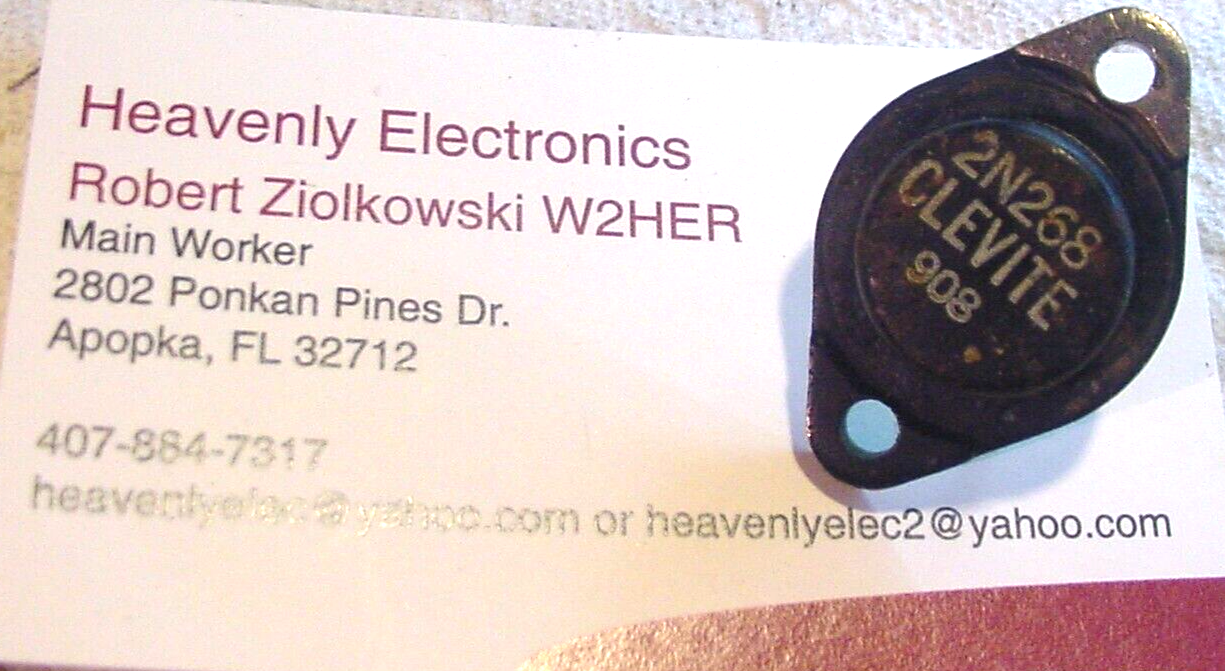 Heavenly Electronics
Robert Ziolkowski W2HER
Main Worker
2802 Ponkan Pines Dr.
Apopka, FL 32712
407-884-7317
heavenlyelec@yahoo.com or heavenlyelec2@yahoo.com
2N268
CLEVITE
908